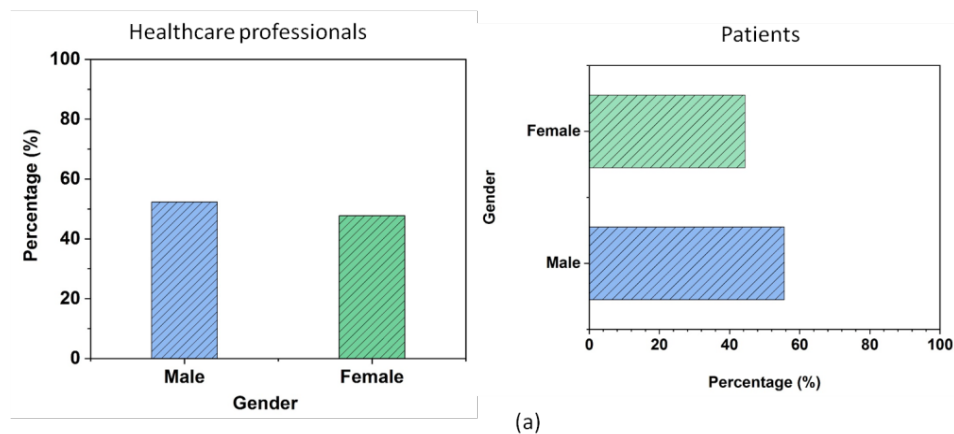 Healthcare professionals
100
80
60
40
20
0
Percentage (%)
Male
Female
Gender
Patients
Female
Male
Gender
0
20
40
60
80
100
Percentage (%)
(a)